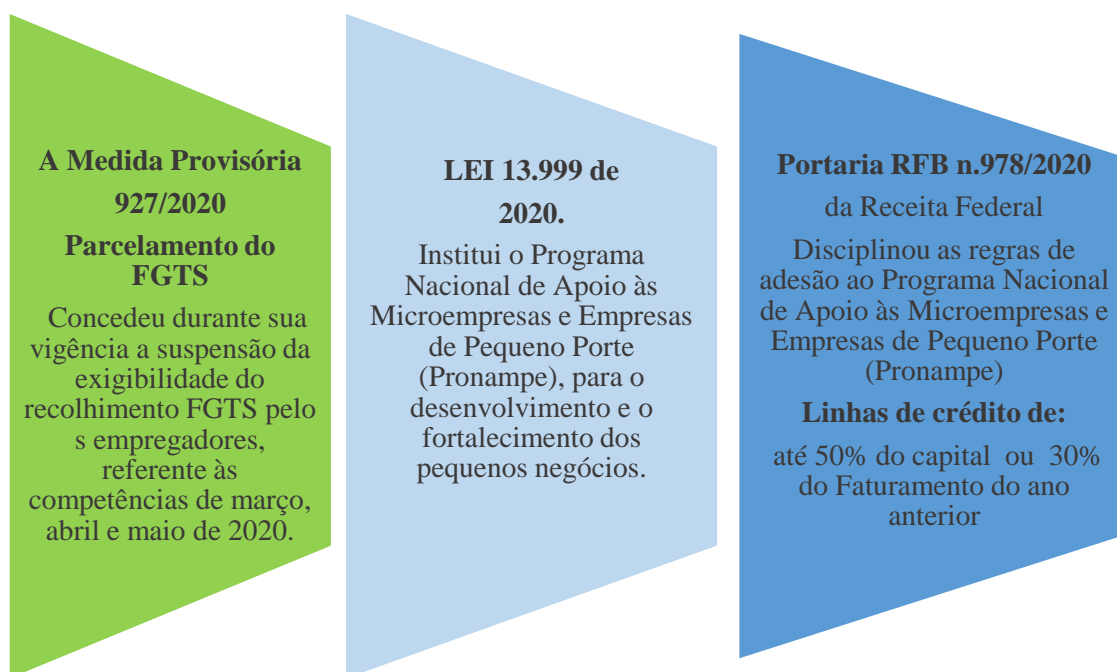 A Medida Provisória
927/2020
Parcelamento do
FGTS
Concedeu durante sua
vigência a suspensão da
exigibilidade do
recolhimento FGTS pelo
s empregadores,
referente às
competências de março,
abril e maio de 2020.
LEI 13.999 de
2020.
Institui o Programa
Nacional de Apoio às
Microempresas e Empresas
de Pequeno Porte
(Pronampe), para o
desenvolvimento e o
fortalecimento dos
pequenos negócios.
Portaria RFB n.978/2020
da Receita Federal
Disciplinou as regras de
adesão ao Programa Nacional
de Apoio às Microempresas e
Empresas de Pequeno Porte
(Pronampe)
Linhas de crédito de:
até 50% do capital ou 30%
do Faturamento do ano
anterior